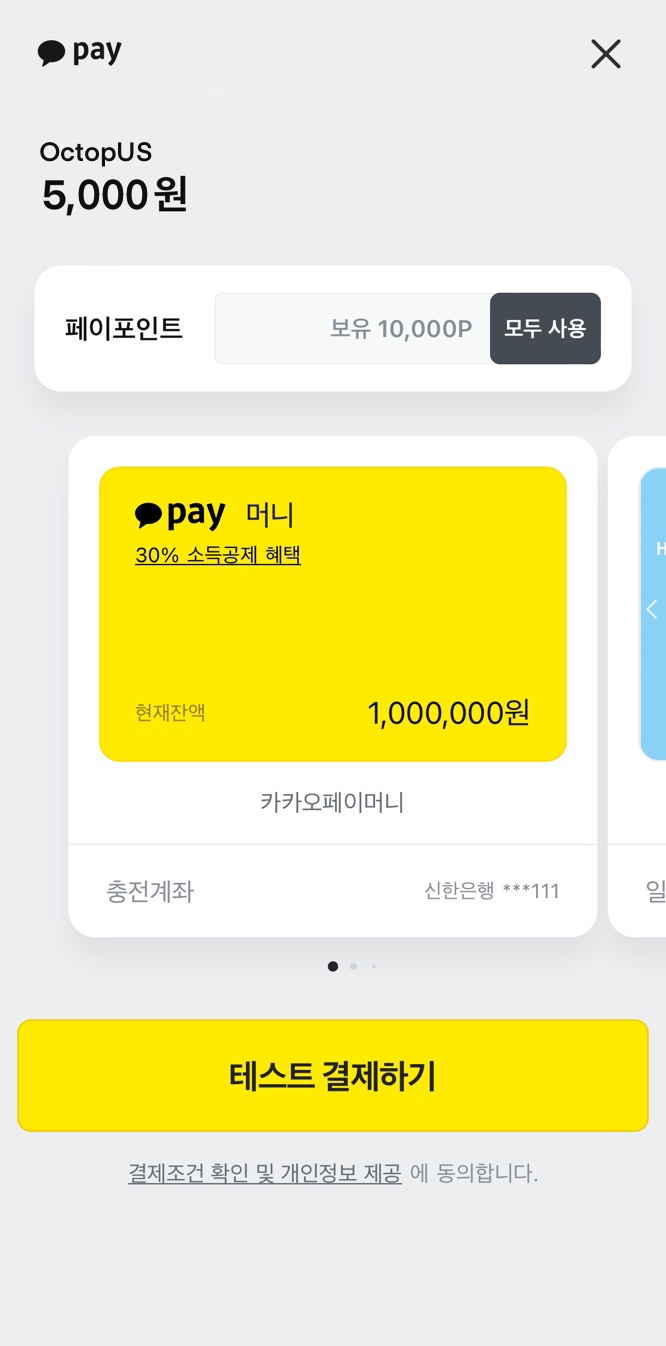 pay
OctopUS
5,000원
페이포인트 보유 10,000P 모두 사용
pay 머니
30% 소득공제 혜택
현재잔액 1,000,000원
카카오페이머니
충전계좌 신한은행 ***111
H
일
테스트 결제하기
결제조건 확인 및 개인정보 제공 에 동의합니다.